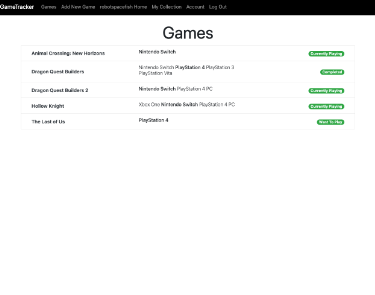 GameTracker Games Add New Game robotspacefish Home My Collection Account Log Out
Games
Animal Crossing: New Horizons Nintendo Switch Currently Playing
Dragon Quest Builders Nintendo Switch PlayStation 4 PlayStation 3
PlayStation Vita Completed
Dragon Quest Builders 2 Nintendo Switch PlayStation 4 PC Currently Playing
Hollow Knight Xbox One Nintendo Switch PlayStation 4 PC Currently Playing
The Last of Us PlayStation 4 Want To Play